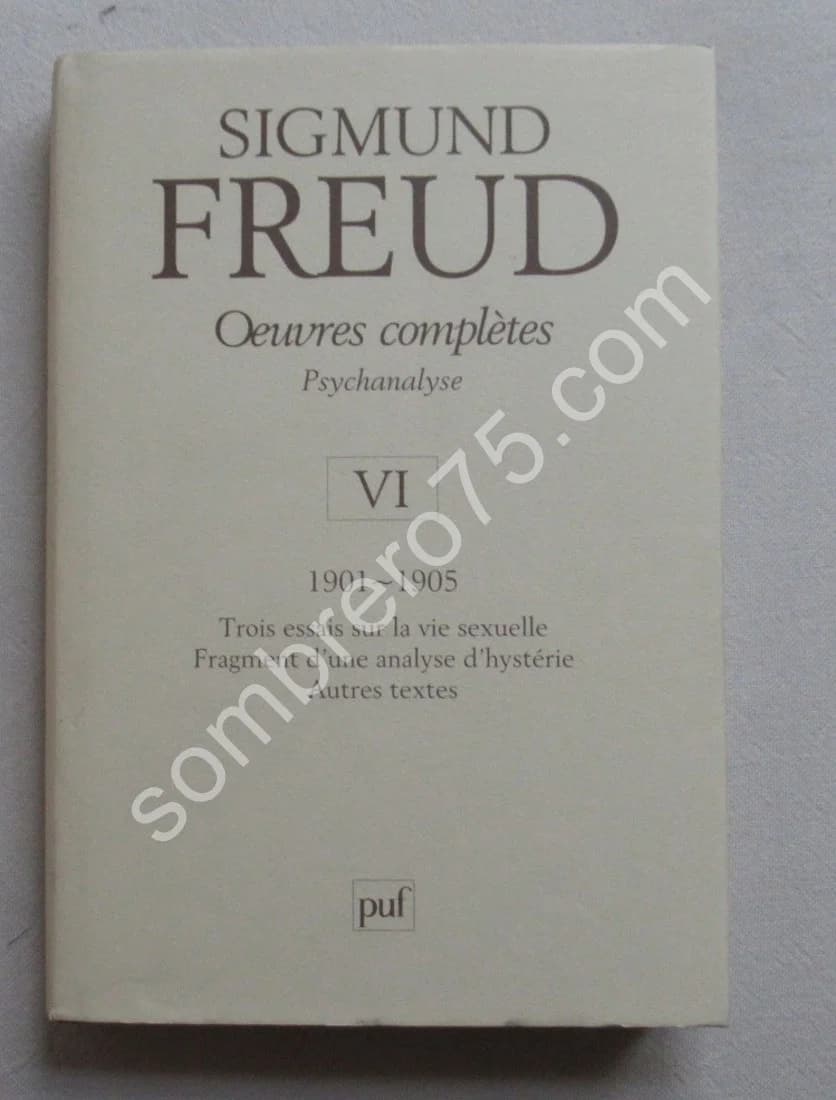 SIGMUND
FREUD
Oeuvres complètes
Psychanalyse
VI
1901~1905
Trois essais sur la vie sexuelle
Fragment d'une analyse d'hystérie
Autres textes
puf
sombrero75.com